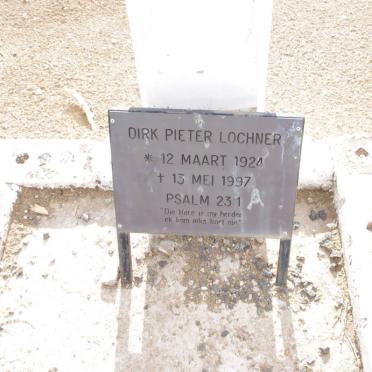 DIRK PIETER LOCHNER
* 12 MAART 1924
† 13 MEI 1997
PSALM 23:1
"Die Here is my herder
ek kom niks kort nie"